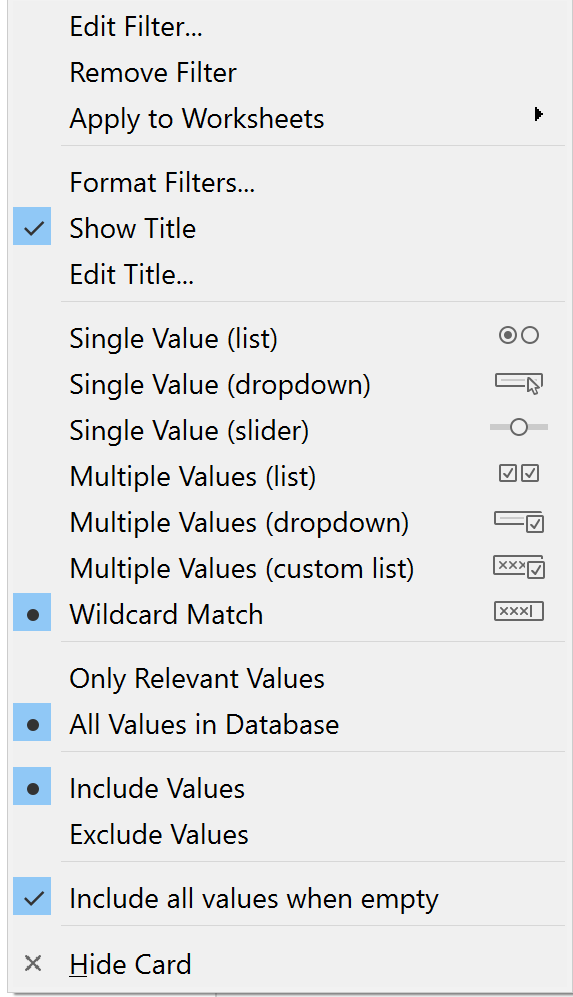 Edit Filter...
Remove Filter
Apply to Worksheets
Format Filters...
Show Title
Edit Title...
Single Value (list)
Single Value (dropdown)
Single Value (slider)
Multiple Values (list)
Multiple Values (dropdown)
Multiple Values (custom list)
Wildcard Match
Only Relevant Values
All Values in Database
Include Values
Exclude Values
Include all values when empty
Hide Card